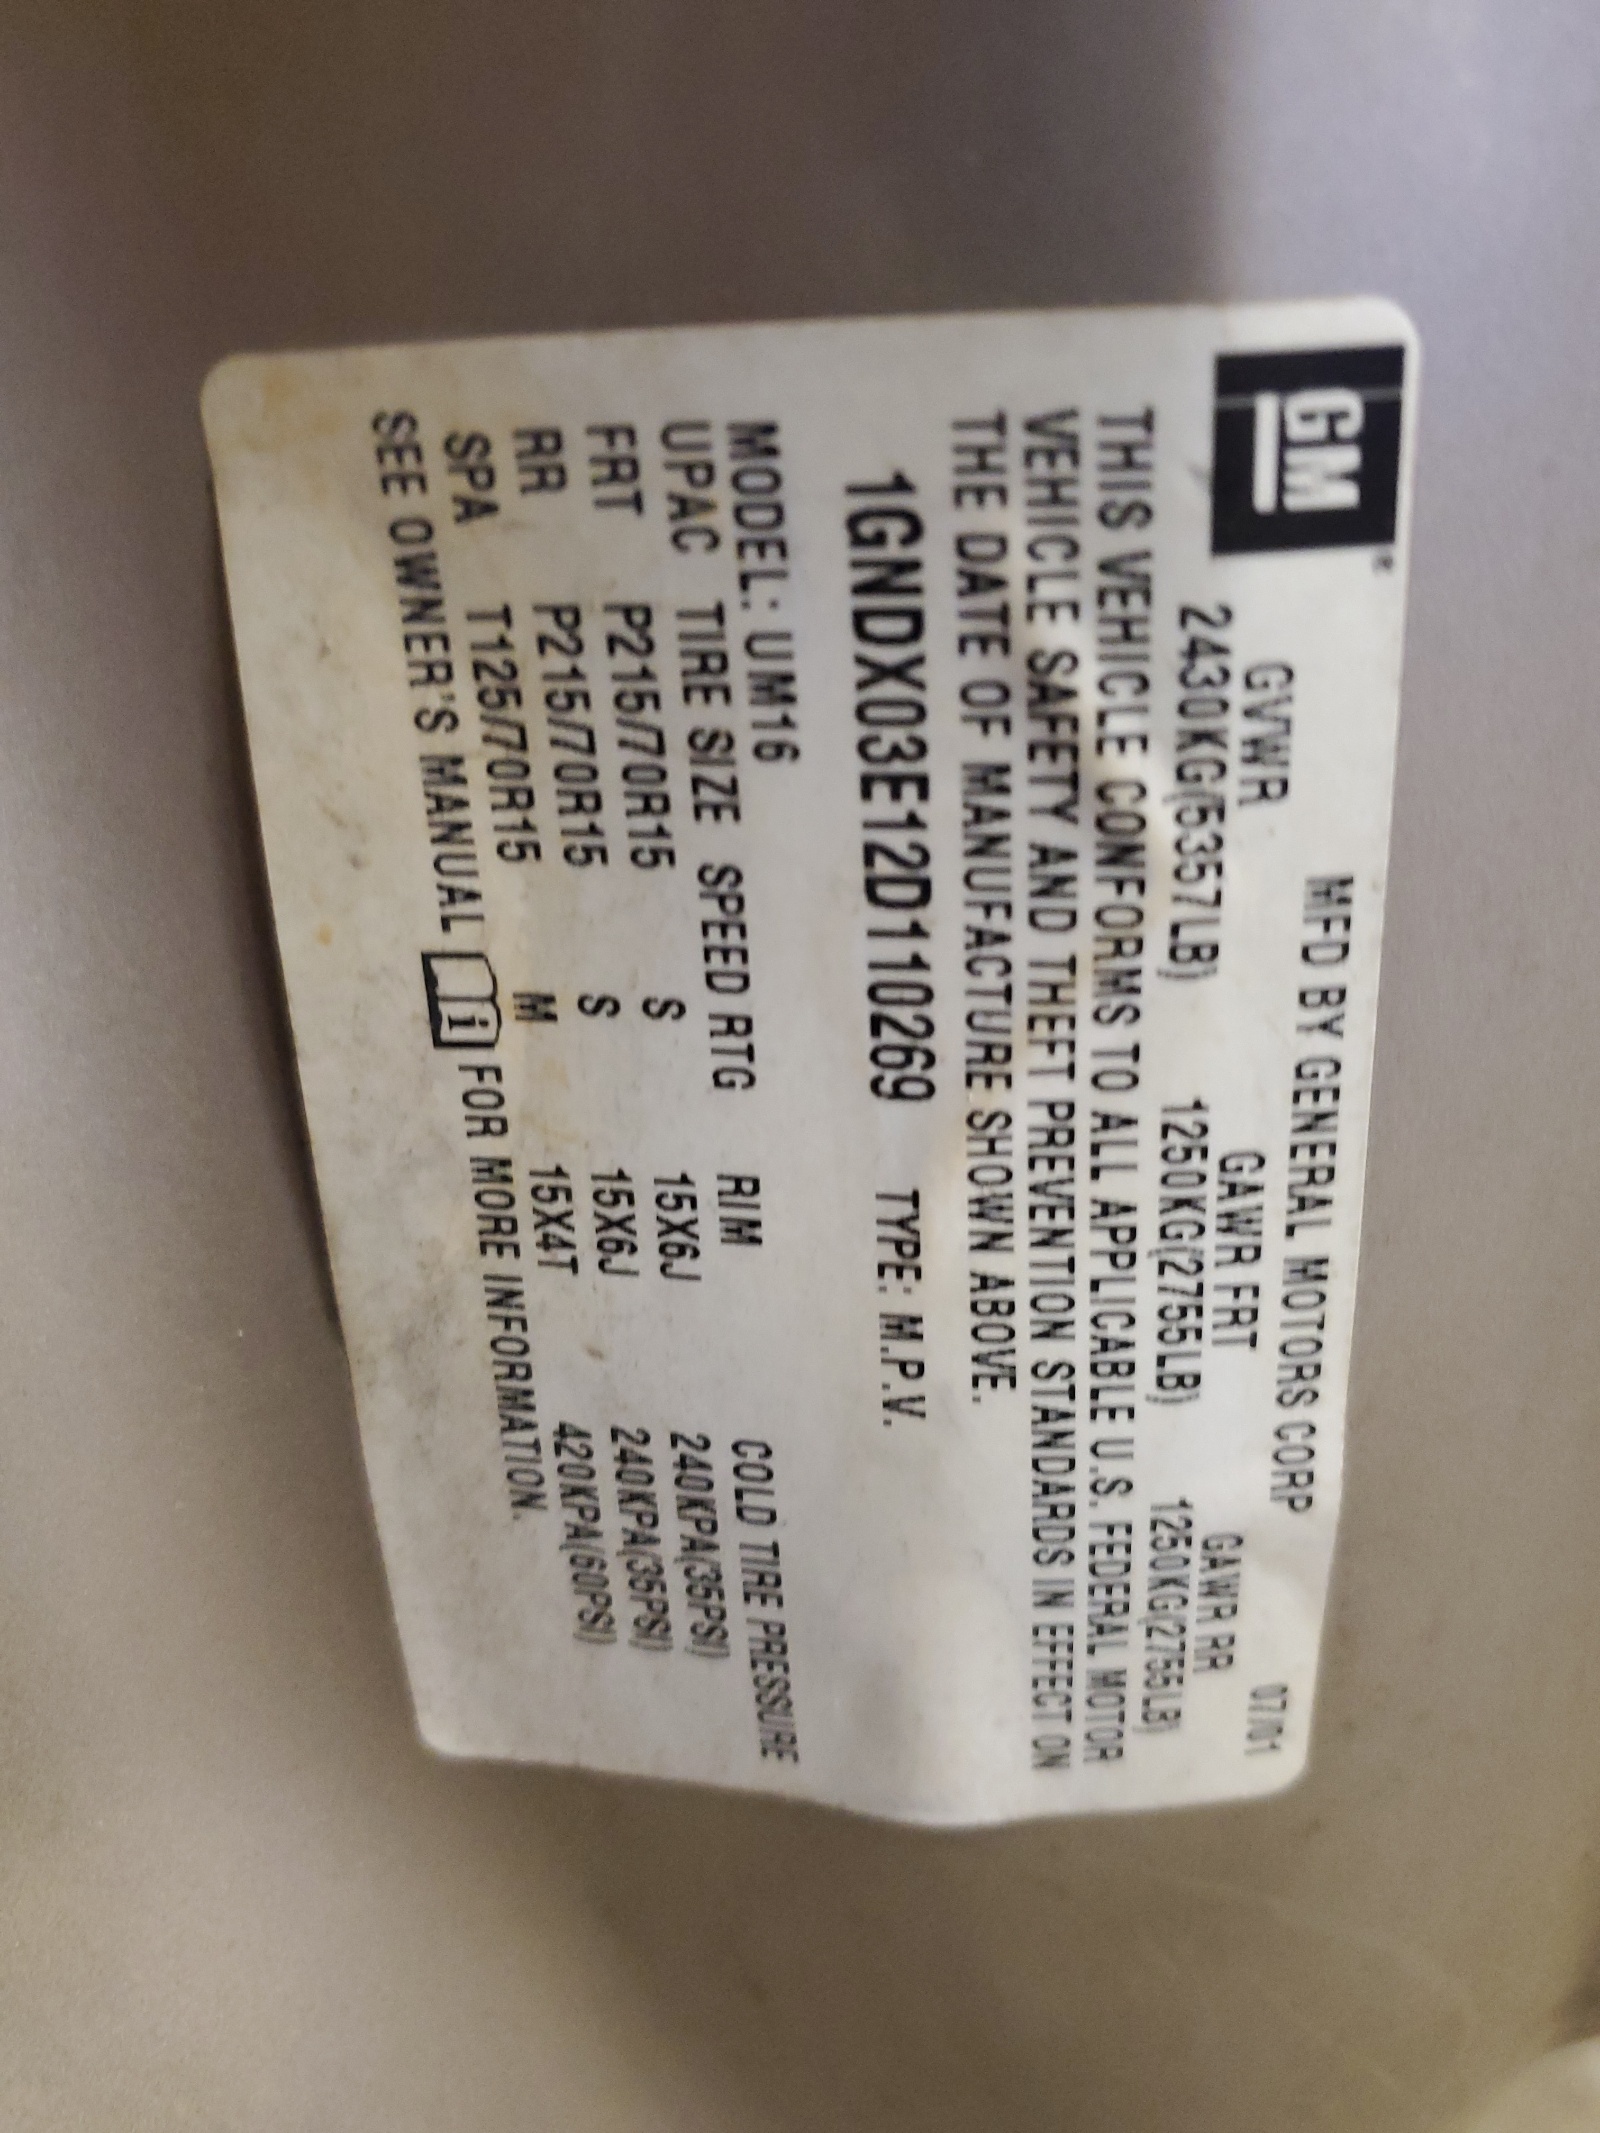 GM®
MFD BY GENERAL MOTORS CORP 07/01
GVWR GAWR FRT GAWR RR
2430KG(5357LB) 1250KG(2755LB) 1250KG(2755LB)
THIS VEHICLE CONFORMS TO ALL APPLICABLE U.S. FEDERAL MOTOR
VEHICLE SAFETY AND THEFT PREVENTION STANDARDS IN EFFECT ON
THE DATE OF MANUFACTURE SHOWN ABOVE.
1GNDX03E12D110269 TYPE: M.P.V.
MODEL: UM16
UPAC TIRE SIZE SPEED RTG RIM COLD TIRE PRESSURE
FRT P215/70R15 S 15X6J 240KPA(35PSI)
RR P215/70R15 S 15X6J 240KPA(35PSI)
SPA T125/70R15 M 15X4T 420KPA(60PSI)
SEE OWNER'S MANUAL i FOR MORE INFORMATION.